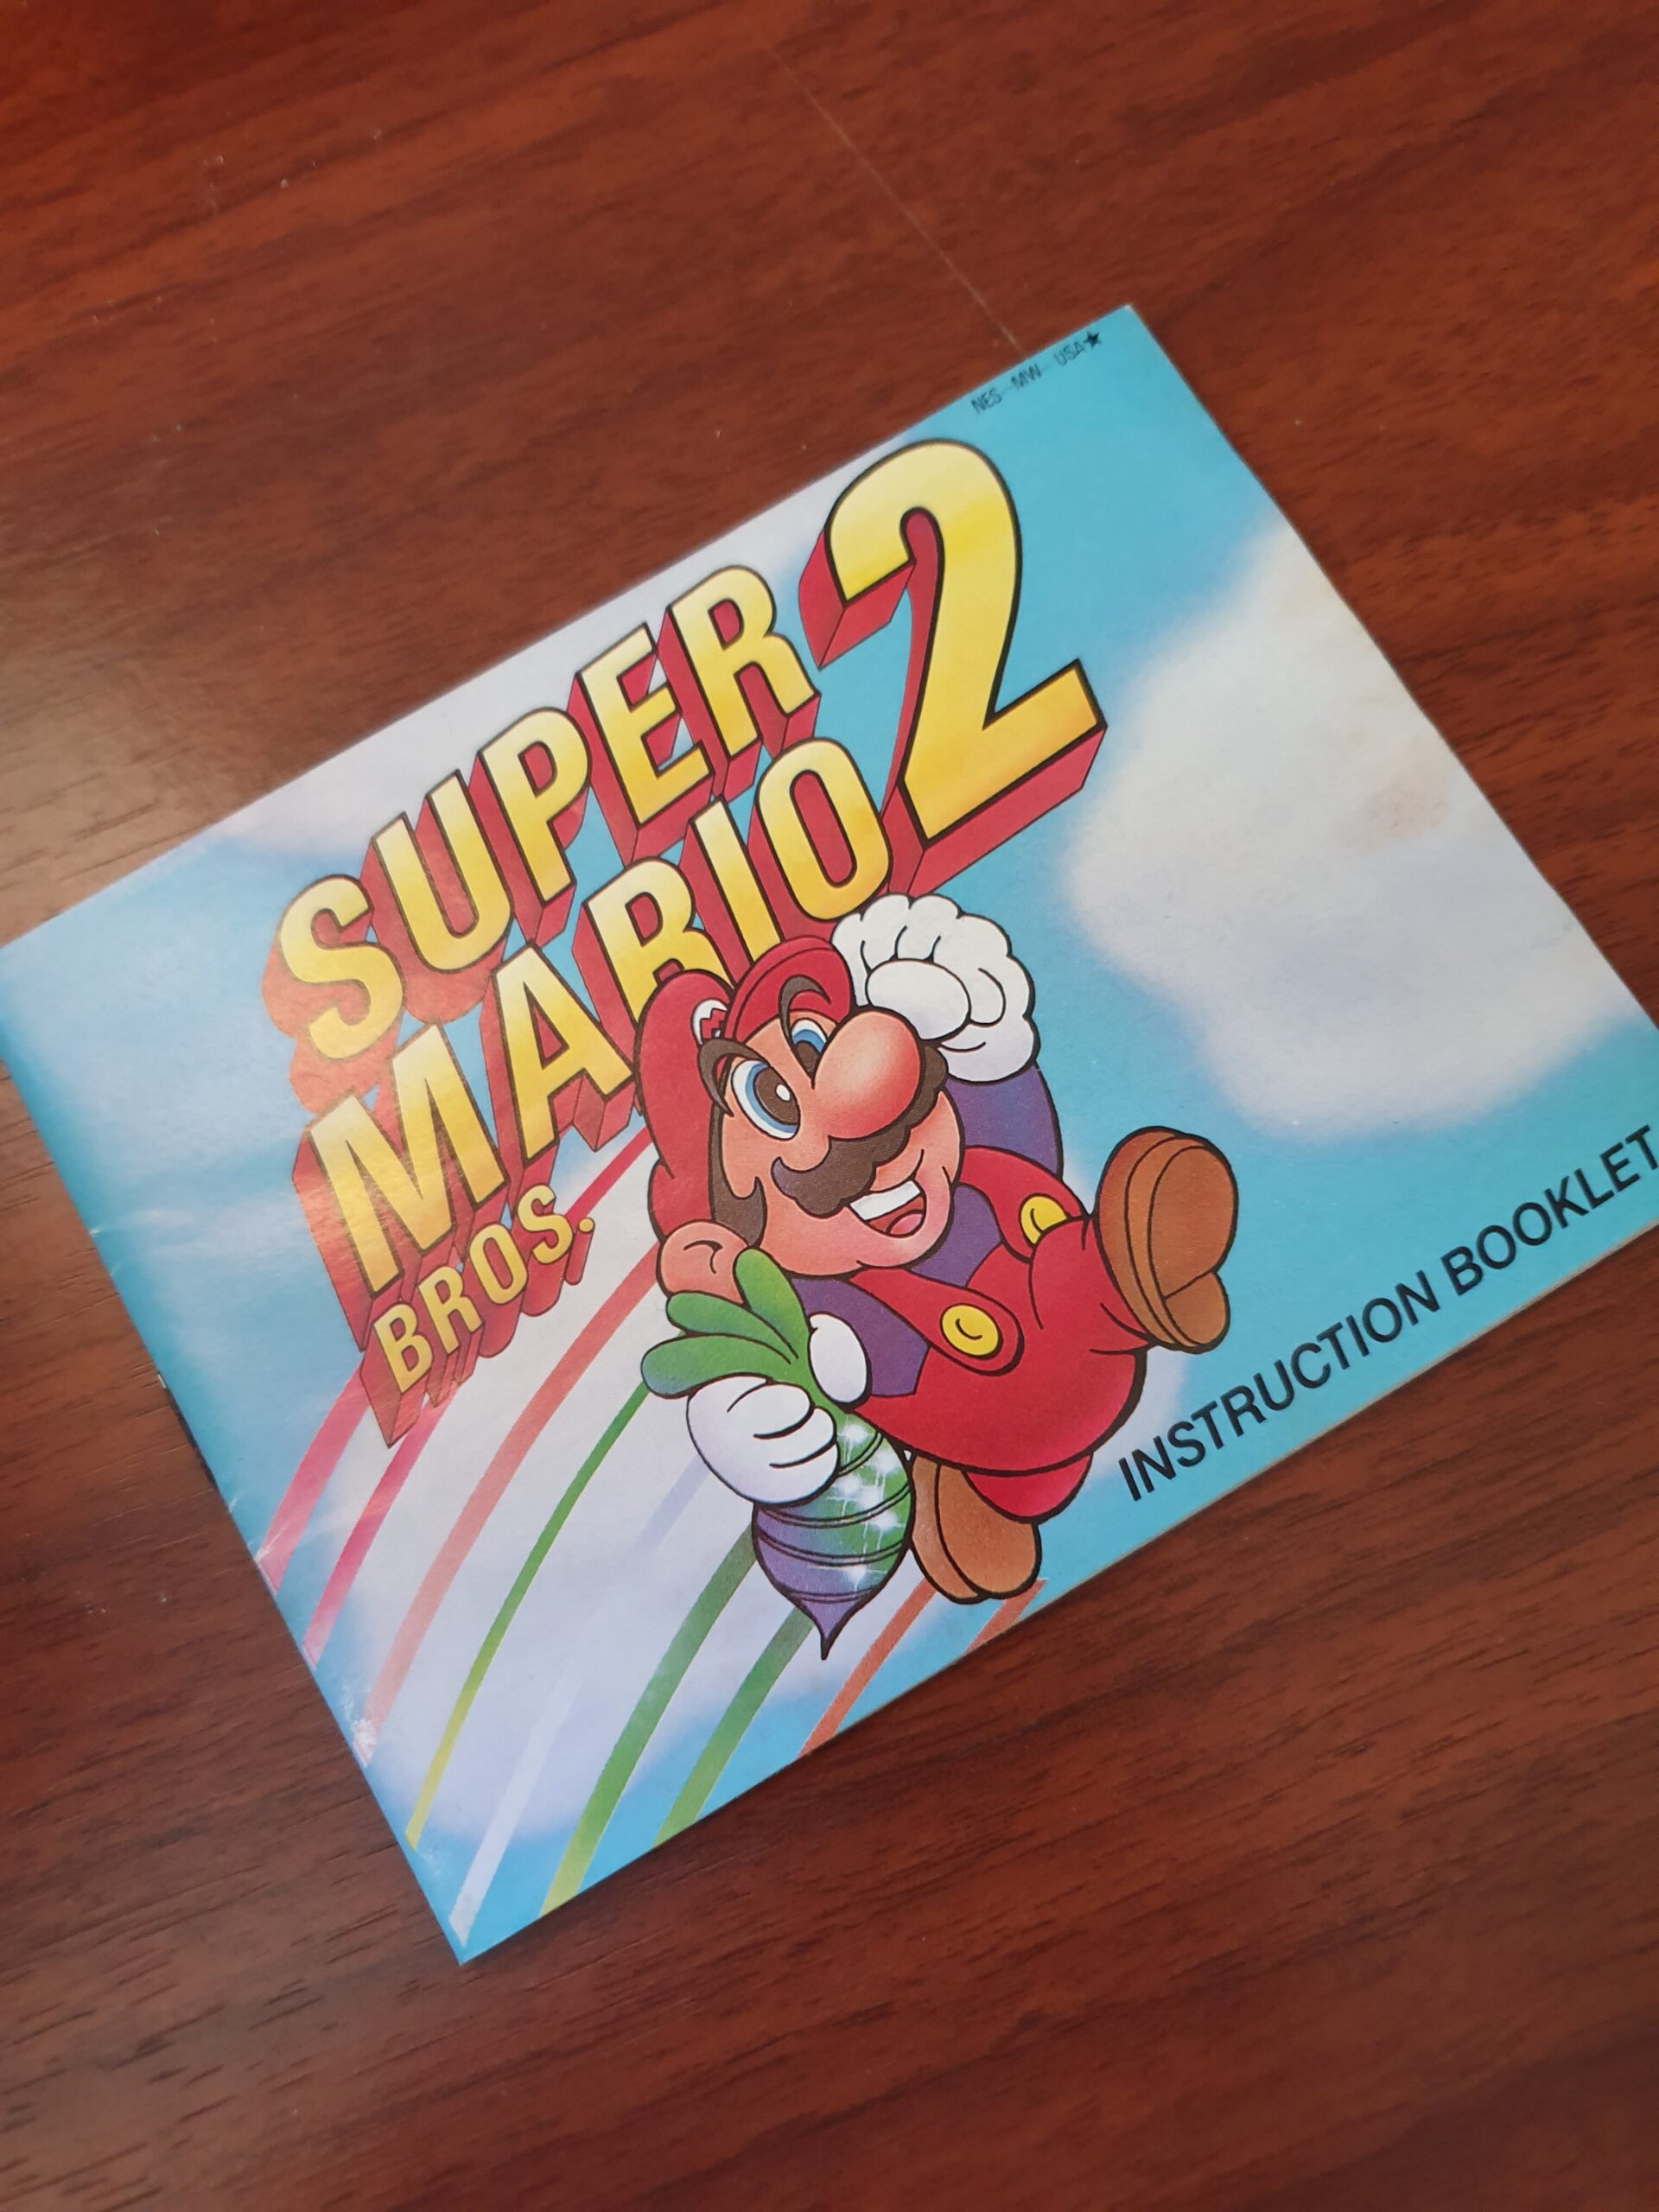 NES-MW-USA★
SUPER
MARIO
BROS.
2
INSTRUCTION BOOKLET